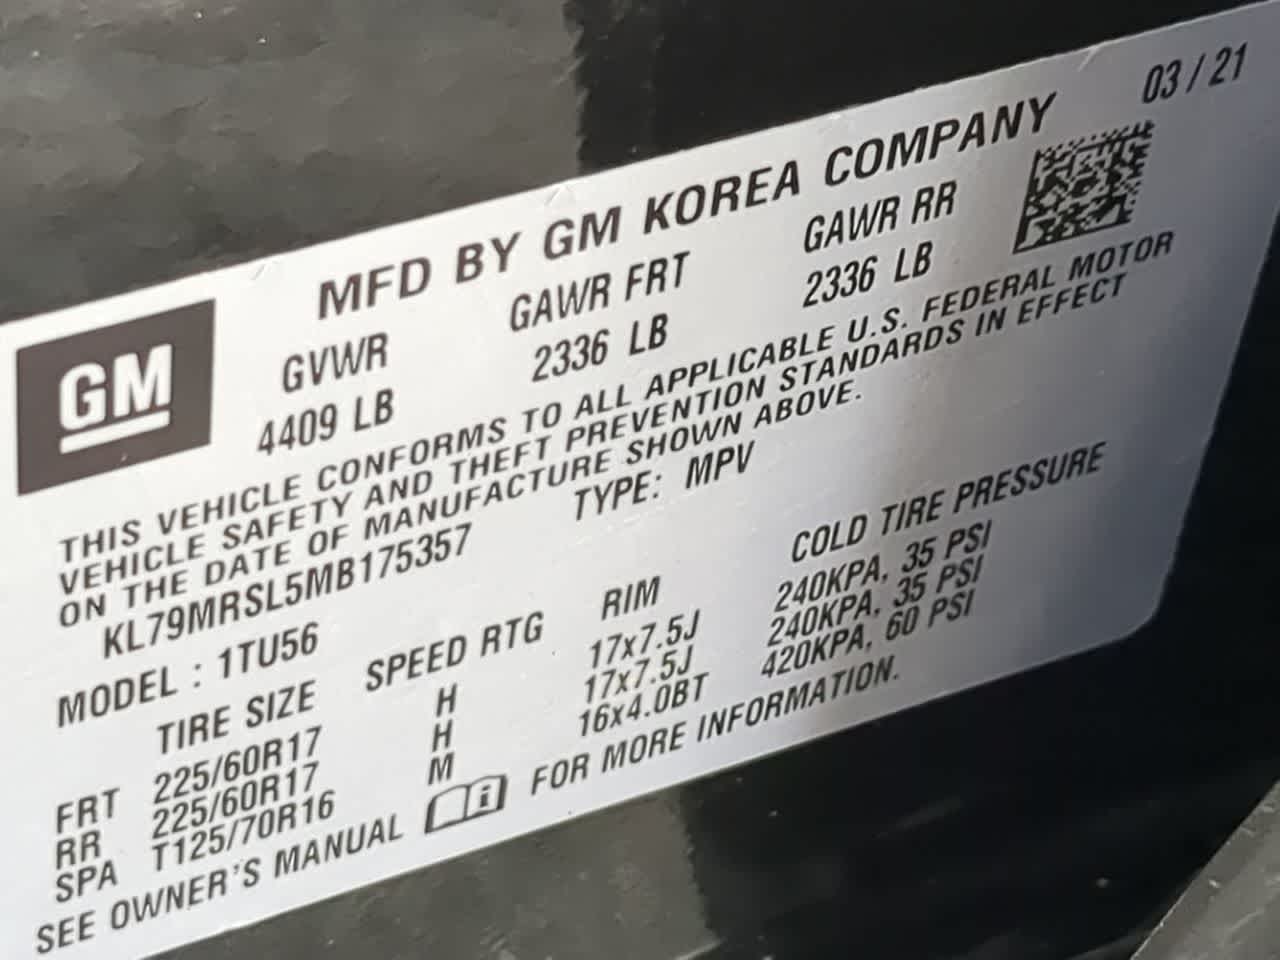 03 / 21
MFD BY GM KOREA COMPANY
GM
GVWR GAWR FRT GAWR RR
4409 LB 2336 LB 2336 LB
THIS VEHICLE CONFORMS TO ALL APPLICABLE U.S. FEDERAL MOTOR
VEHICLE SAFETY AND THEFT PREVENTION STANDARDS IN EFFECT
ON THE DATE OF MANUFACTURE SHOWN ABOVE.
KL79MRSL5MB175357 TYPE: MPV
MODEL : 1TU56
TIRE SIZE SPEED RTG RIM COLD TIRE PRESSURE
FRT 225/60R17 H 17x7.5J 240KPA, 35 PSI
RR 225/60R17 H 17x7.5J 240KPA, 35 PSI
SPA T125/70R16 M 16x4.0BT 420KPA, 60 PSI
SEE OWNER'S MANUAL i FOR MORE INFORMATION.